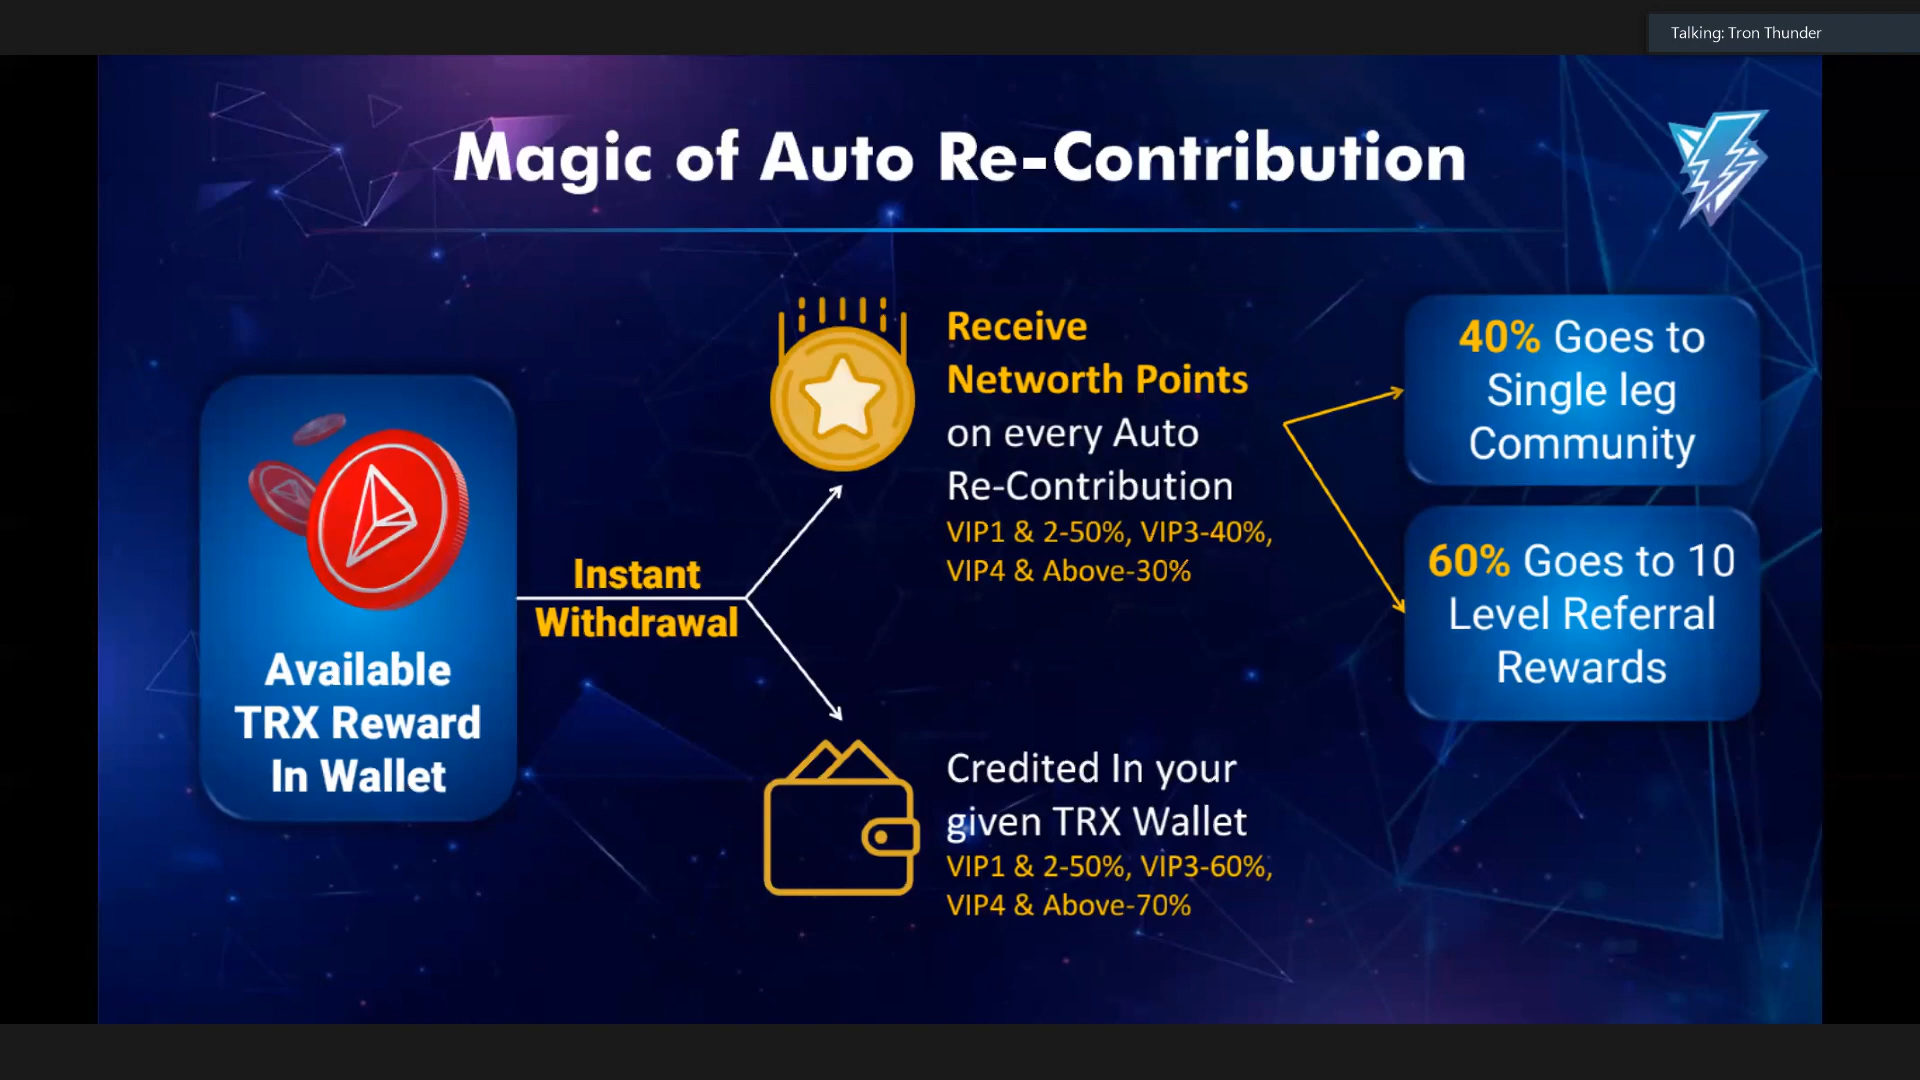 Talking: Tron Thunder
Magic of Auto Re-Contribution
Available
TRX Reward
In Wallet
Instant
Withdrawal
Receive
Networth Points
on every Auto
Re-Contribution
VIP1 & 2-50%, VIP3-40%,
VIP4 & Above-30%
Credited In your
given TRX Wallet
VIP1 & 2-50%, VIP3-60%,
VIP4 & Above-70%
40% Goes to
Single leg
Community
60% Goes to 10
Level Referral
Rewards